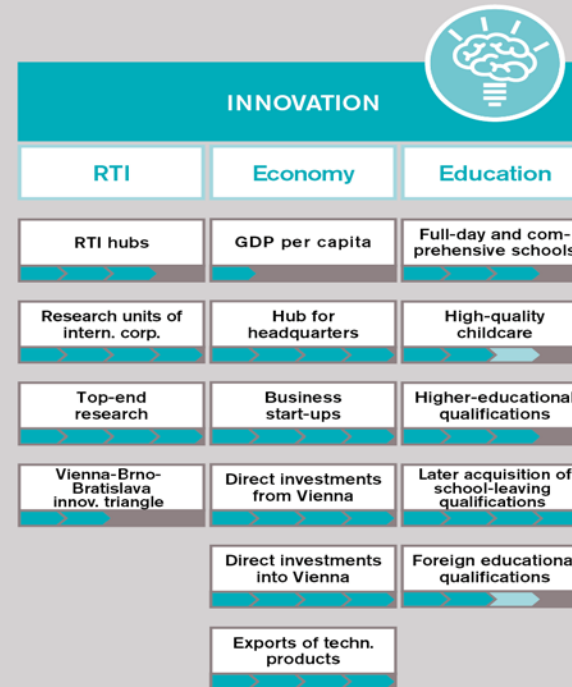 INNOVATION
RTI
Economy
Education
RTI hubs
GDP per capita
Full-day and com-
prehensive schools
Research units of
intern. corp.
Hub for
headquarters
High-quality
childcare
Top-end
research
Business
start-ups
Higher-educational
qualifications
Vienna-Brno-
Bratislava
innov. triangle
Direct investments
from Vienna
Later acquisition of
school-leaving
qualifications
Direct investments
into Vienna
Foreign educational
qualifications
Exports of techn.
products